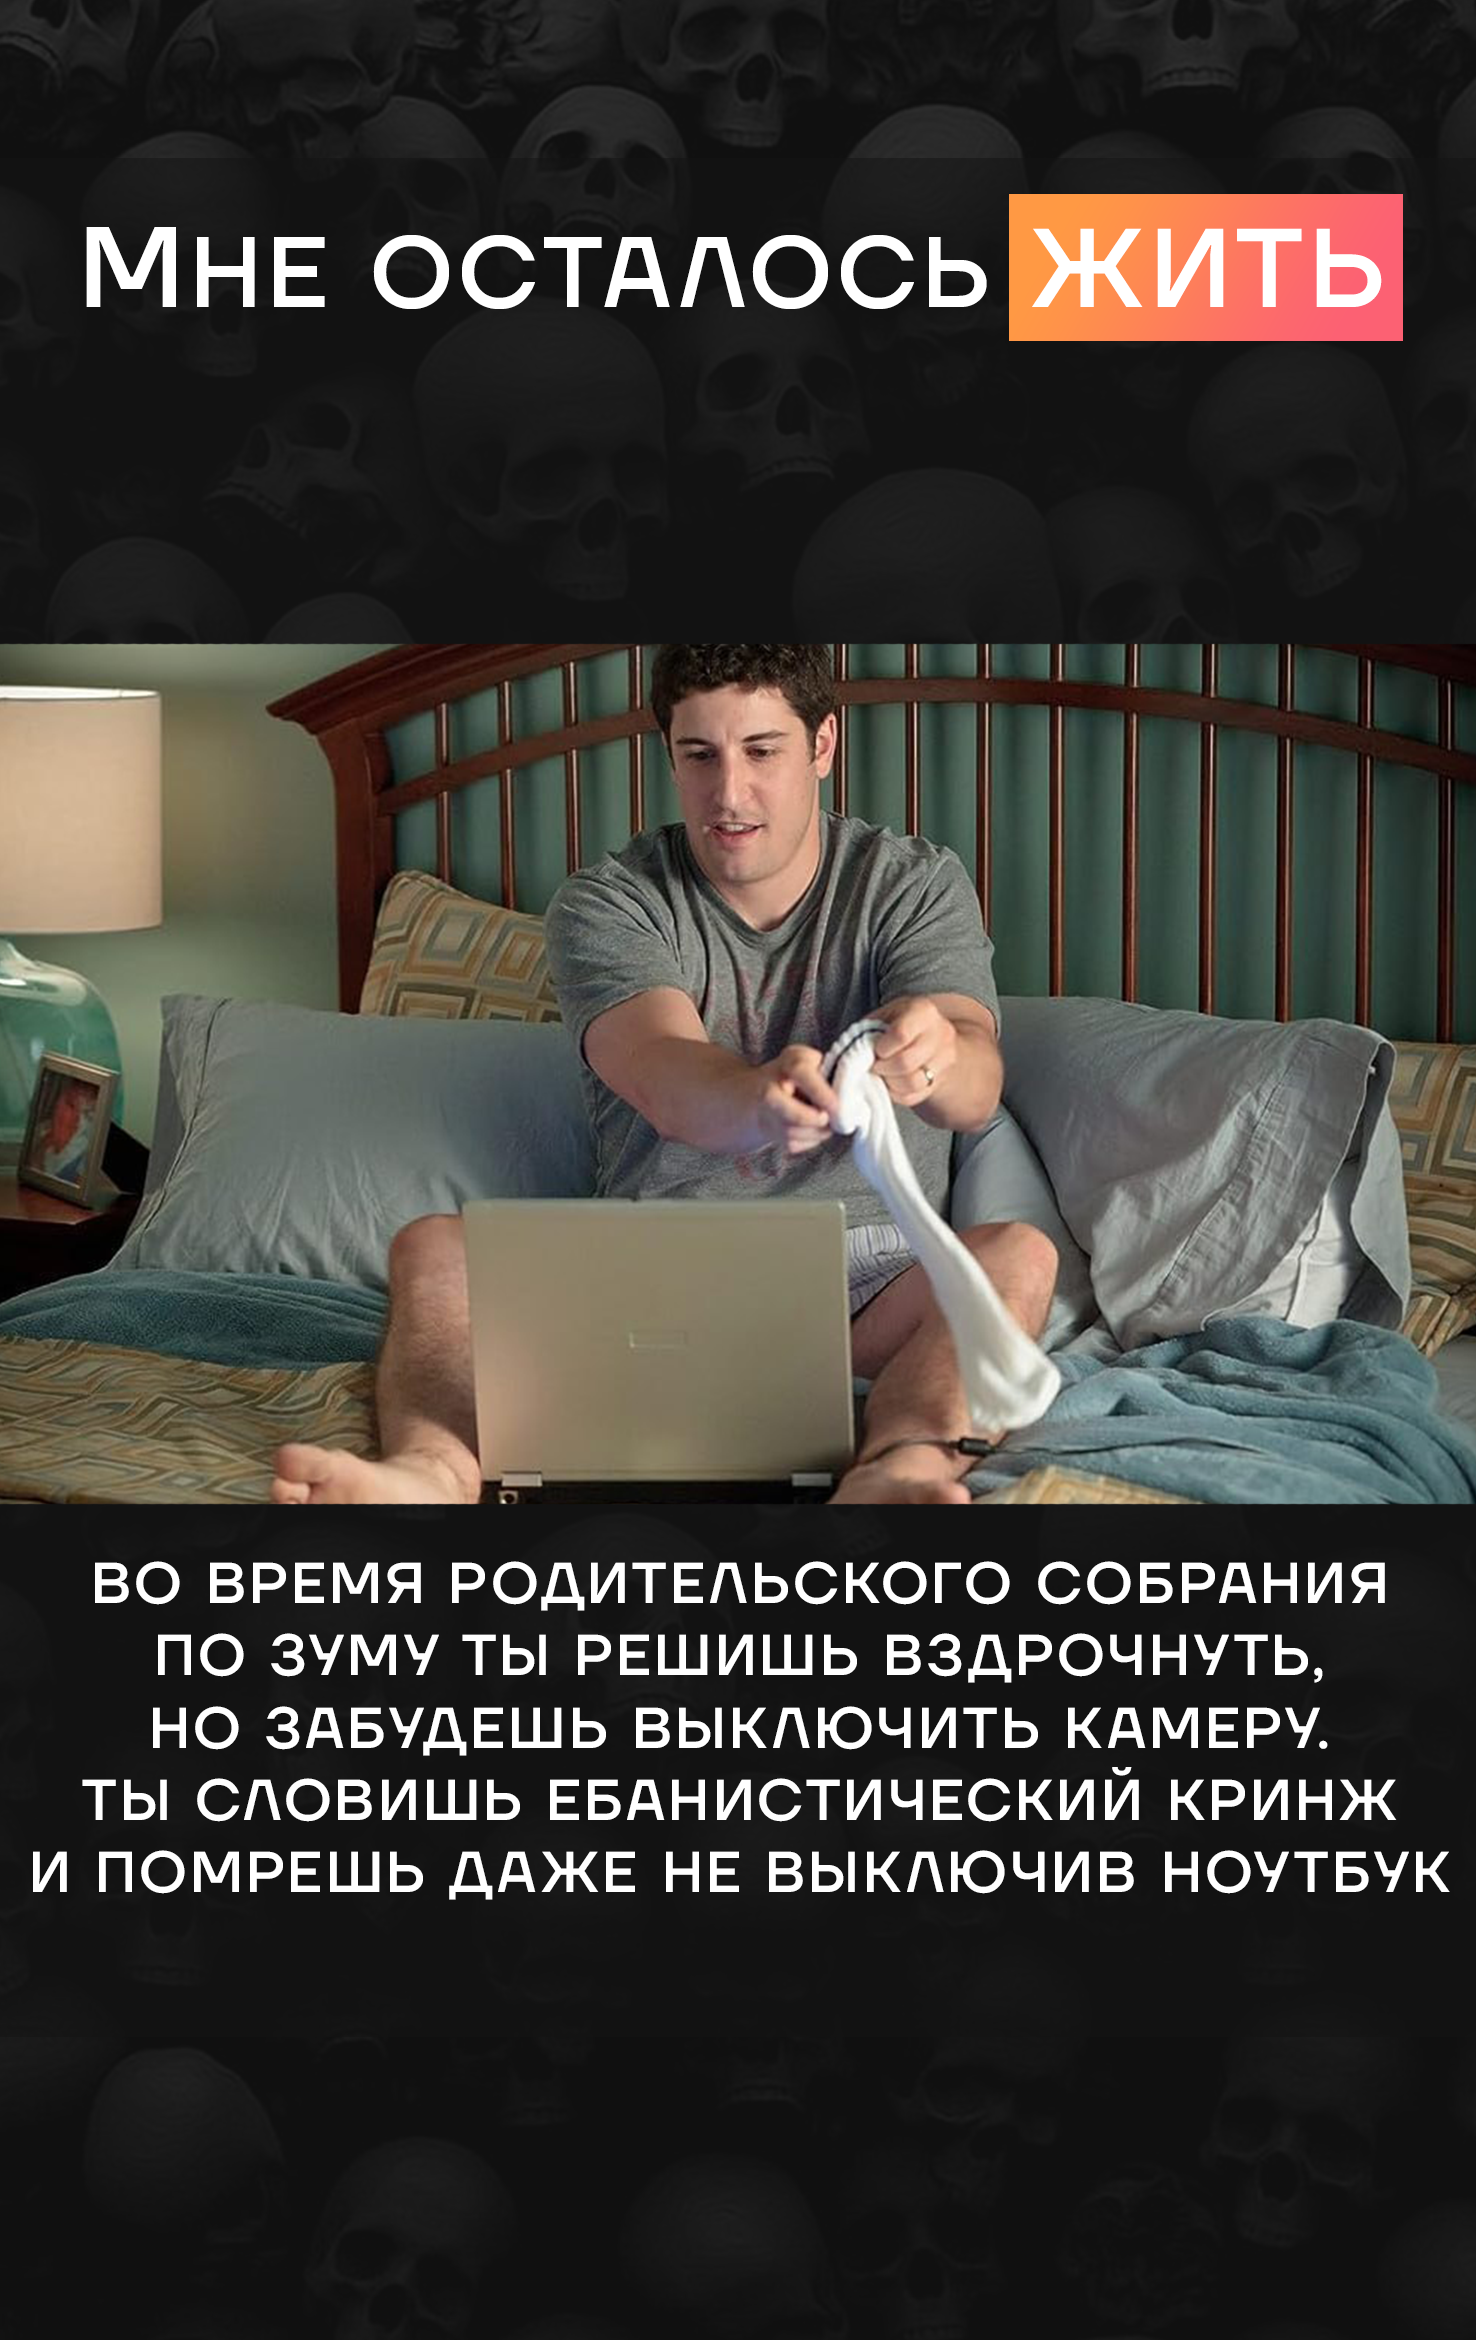 Мне осталось жить
во время родительского собрания
по зуму ты решишь вздрочнуть,
но забудешь выключить камеру.
ты словишь ебанистический кринж
и помрешь даже не выключив ноутбук